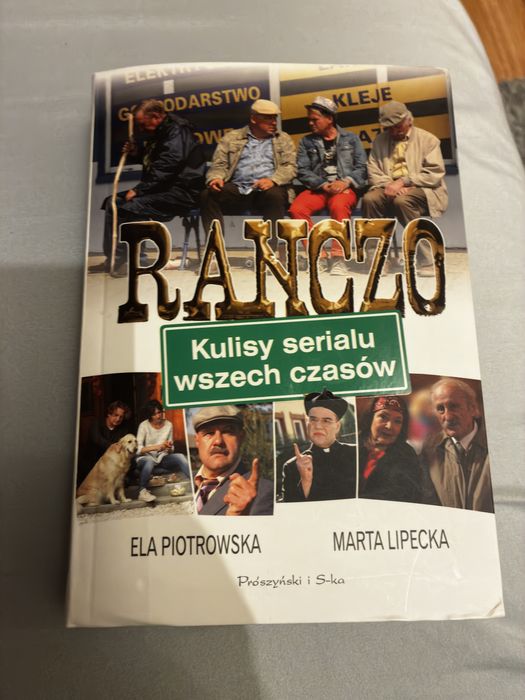 GOSPODARSTWO
KLEJE
RANCZO
Kulisy serialu
wszech czasów
ELA PIOTROWSKA
MARTA LIPECKA
Prószyński i S-ka